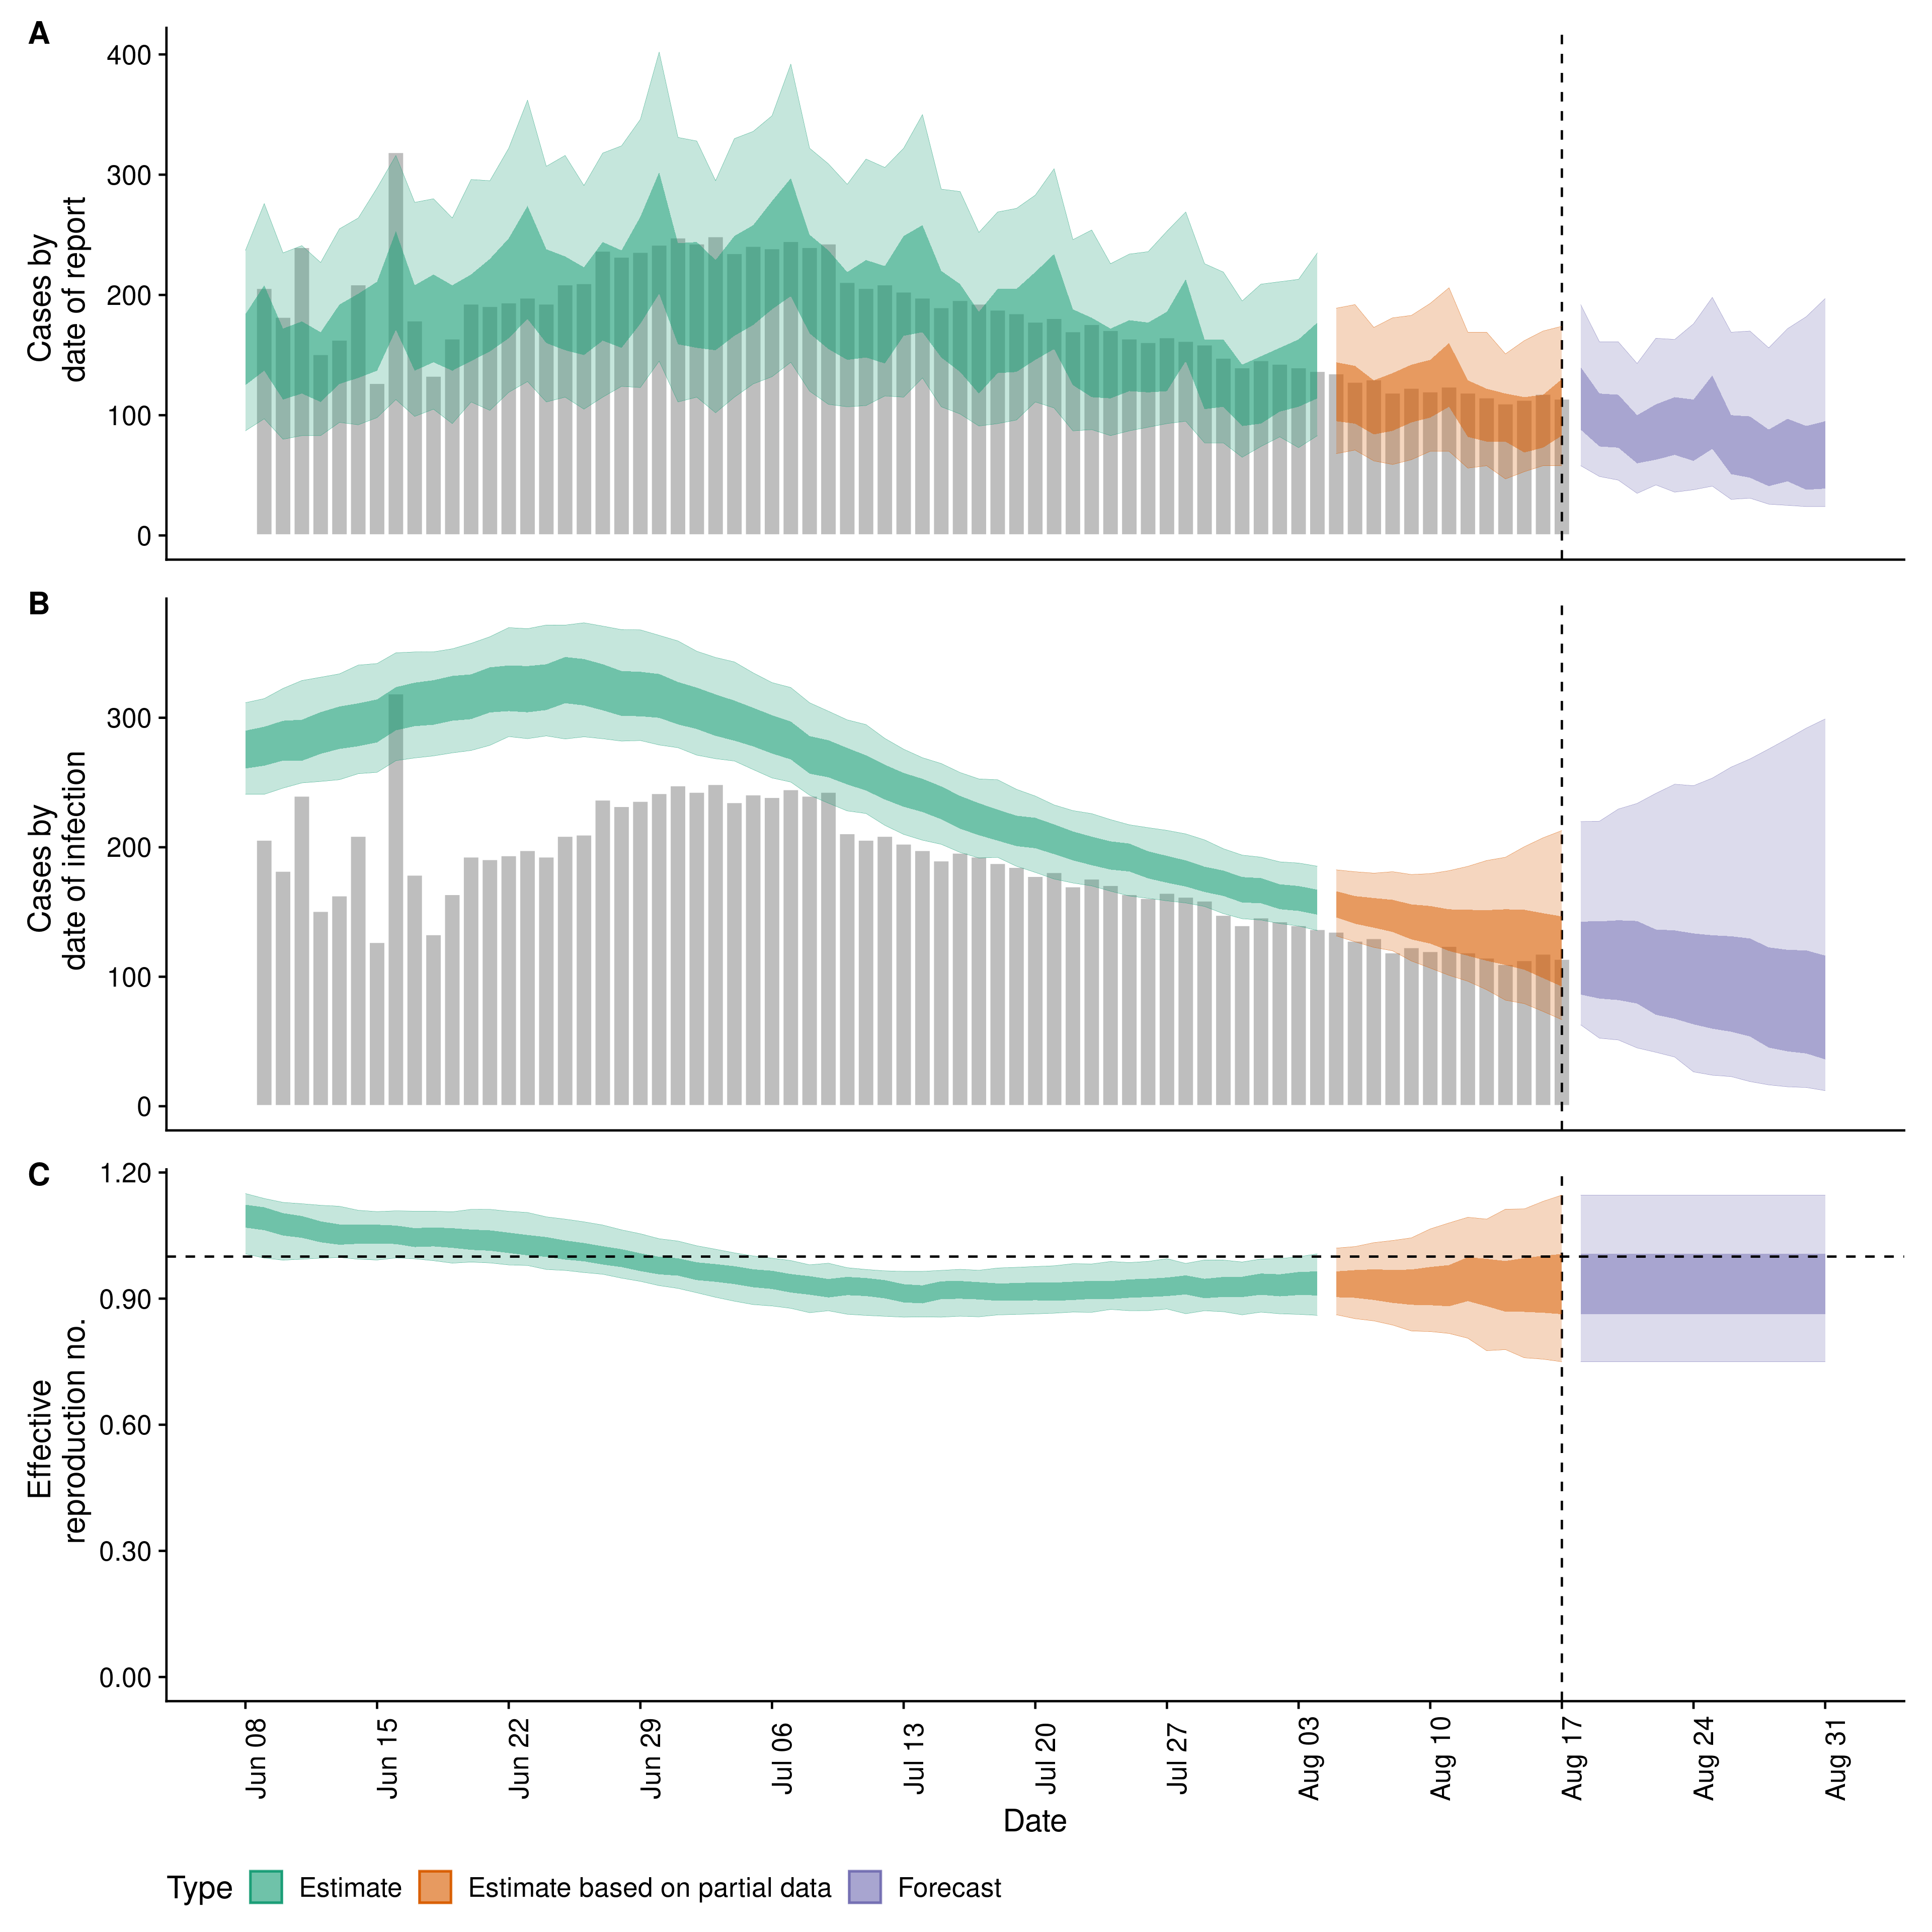 A
400
300
200
100
0
Cases by
date of report
B
300
200
100
0
Cases by
date of infection
C
1.20
0.90
0.60
0.30
0.00
Effective
reproduction no.
Jun 08
Jun 15
Jun 22
Jun 29
Jul 06
Jul 13
Jul 20
Jul 27
Aug 03
Aug 10
Aug 17
Aug 24
Aug 31
Date
Type Estimate Estimate based on partial data Forecast